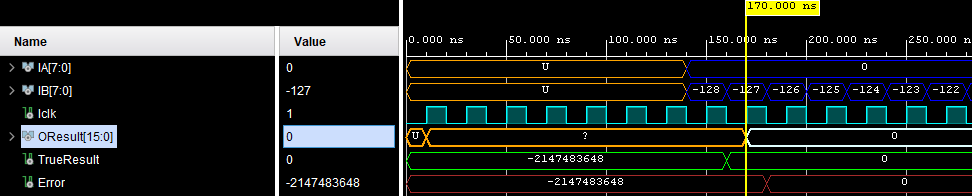 170.000 ns
Name Value 0.000 ns 50.000 ns 100.000 ns 150.000 ns 200.000 ns 250.000
IA[7:0] 0 U 0
IB[7:0] -127 U -128 -127 -126 -125 -124 -123 -122
Iclk 1
OResult[15:0] 0 U ? 0
TrueResult 0 -2147483648 0
Error -2147483648 -2147483648 0